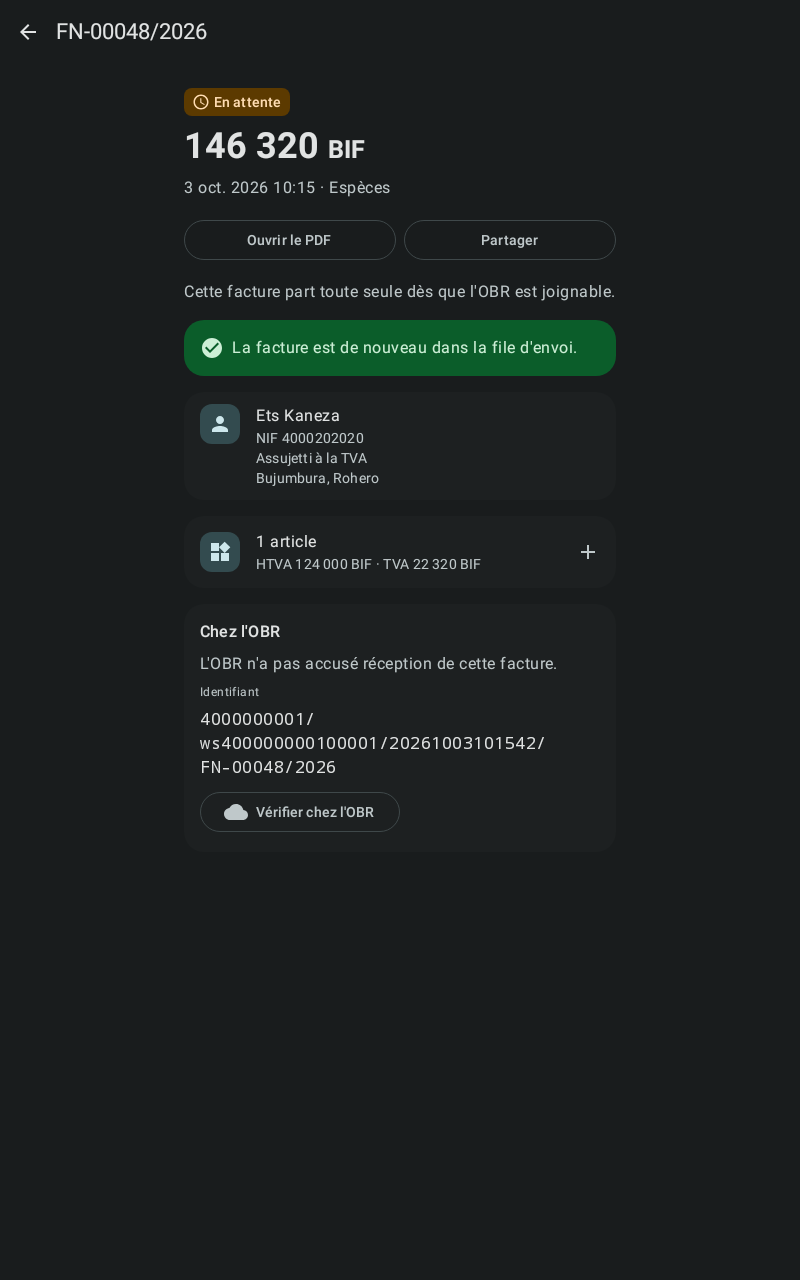 FN-00048/2026
En attente
146 320 BIF
3 oct. 2026 10:15 · Espèces
Ouvrir le PDF
Partager
Cette facture part toute seule dès que l'OBR est joignable.
La facture est de nouveau dans la file d'envoi.
Ets Kaneza
NIF 4000202020
Assujetti à la TVA
Bujumbura, Rohero
1 article
HTVA 124 000 BIF · TVA 22 320 BIF
Chez l'OBR
L'OBR n'a pas accusé réception de cette facture.
Identifiant
4000000001/
ws400000000100001/20261003101542/
FN-00048/2026
Vérifier chez l'OBR